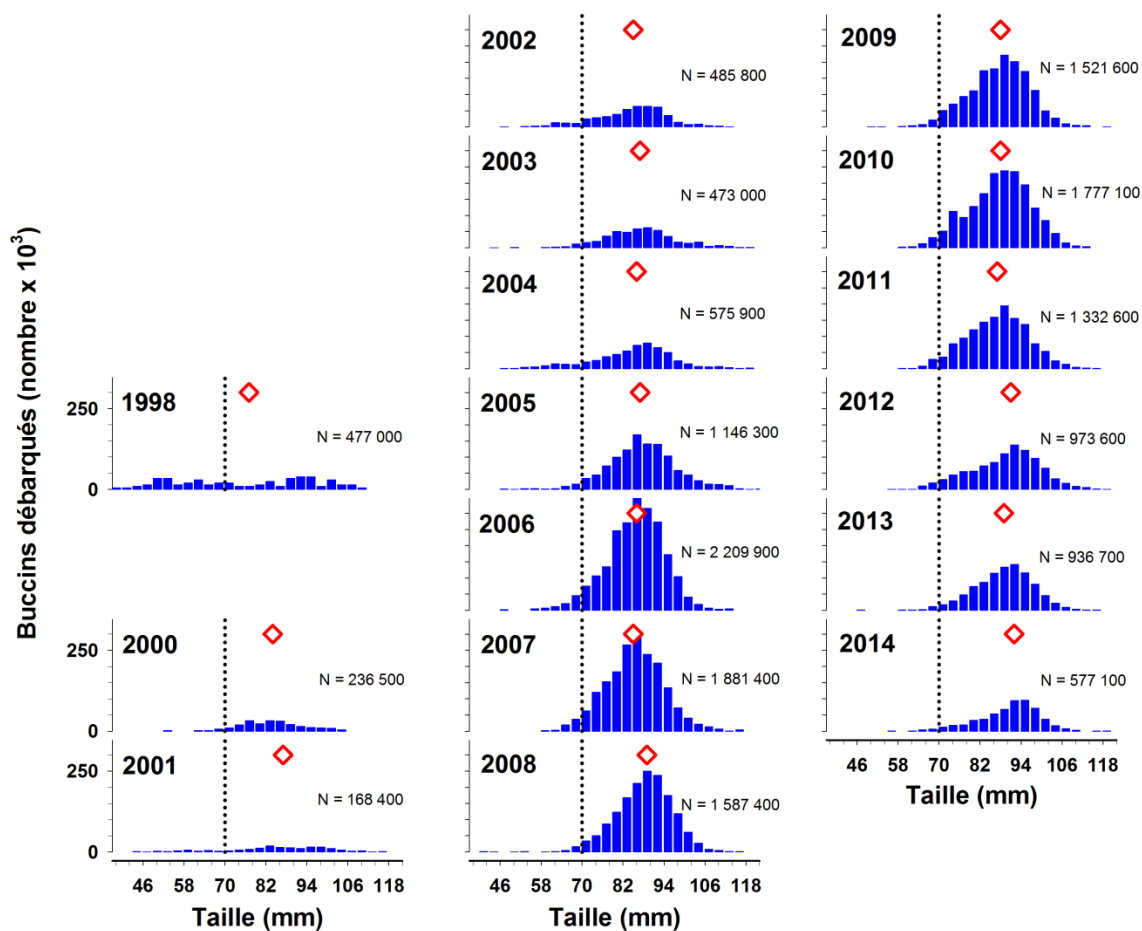 Buccins débarqués (nombre x 10³)
1998
N = 477 000
250
0
2000
N = 236 500
250
0
2001
N = 168 400
250
0
46 58 70 82 94 106 118
Taille (mm)
2002
N = 485 800
2003
N = 473 000
2004
N = 575 900
2005
N = 1 146 300
2006
N = 2 209 900
2007
N = 1 881 400
2008
N = 1 587 400
46 58 70 82 94 106 118
Taille (mm)
2009
N = 1 521 600
2010
N = 1 777 100
2011
N = 1 332 600
2012
N = 973 600
2013
N = 936 700
2014
N = 577 100
46 58 70 82 94 106 118
Taille (mm)